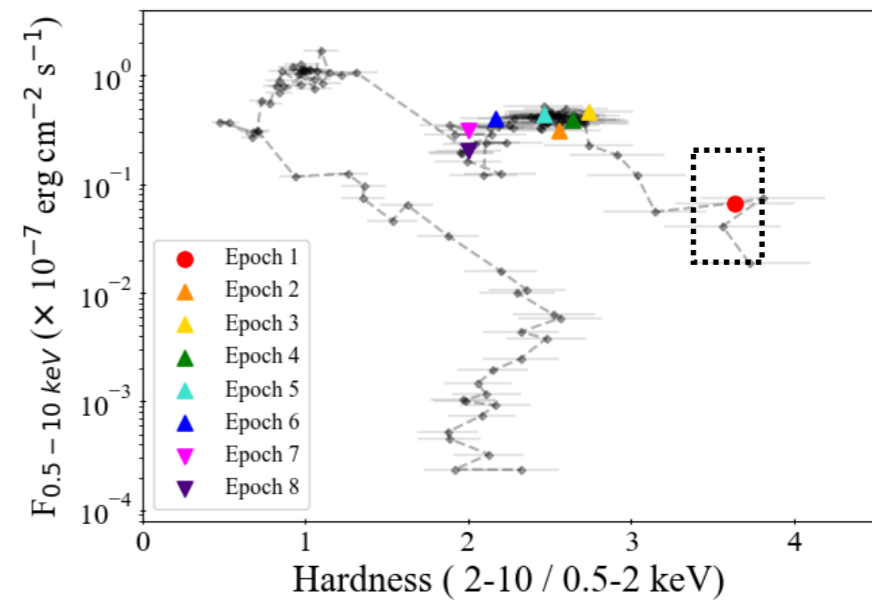 F0.5 – 10 keV (× 10⁻⁷ erg cm⁻² s⁻¹)
10⁰
10⁻¹
10⁻²
10⁻³
10⁻⁴
Epoch 1
Epoch 2
Epoch 3
Epoch 4
Epoch 5
Epoch 6
Epoch 7
Epoch 8
0 1 2 3 4
Hardness ( 2-10 / 0.5-2 keV)